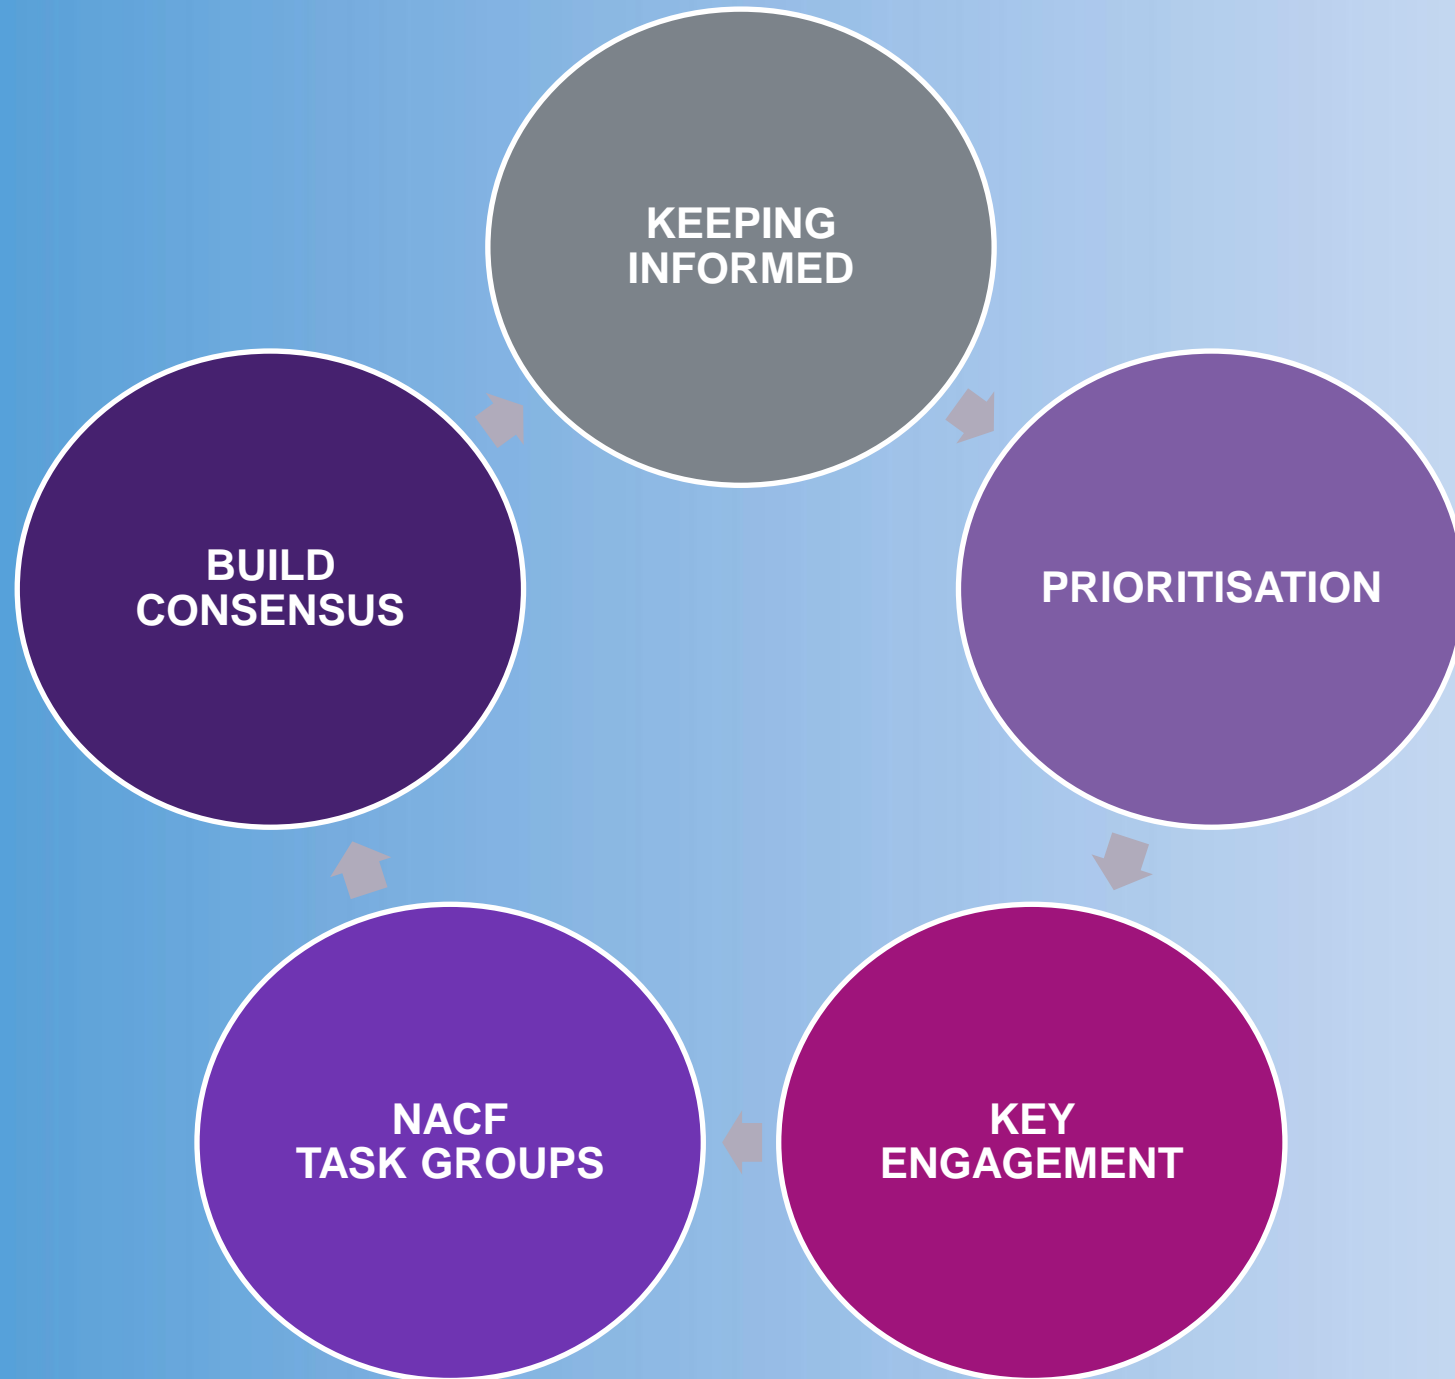 KEEPING
INFORMED
PRIORITISATION
KEY
ENGAGEMENT
NACF
TASK GROUPS
BUILD
CONSENSUS